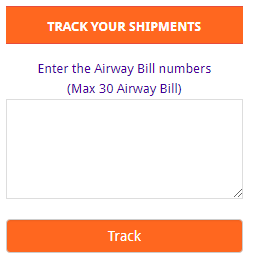 TRACK YOUR SHIPMENTS
Enter the Airway Bill numbers
(Max 30 Airway Bill)
Track